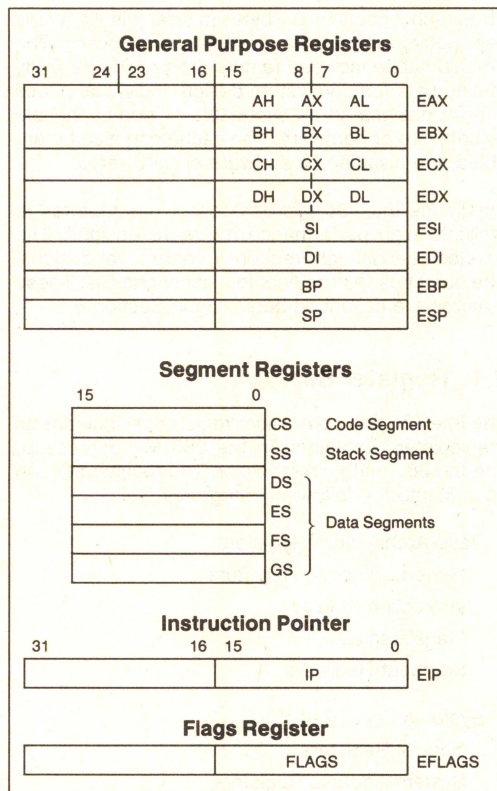 General Purpose Registers
31 24 23 16 15 8 7 0
AH AX AL EAX
BH BX BL EBX
CH CX CL ECX
DH DX DL EDX
SI ESI
DI EDI
BP EBP
SP ESP
Segment Registers
15 0
CS Code Segment
SS Stack Segment
DS
ES
Data Segments
FS
GS
Instruction Pointer
31 16 15 0
IP EIP
Flags Register
FLAGS EFLAGS